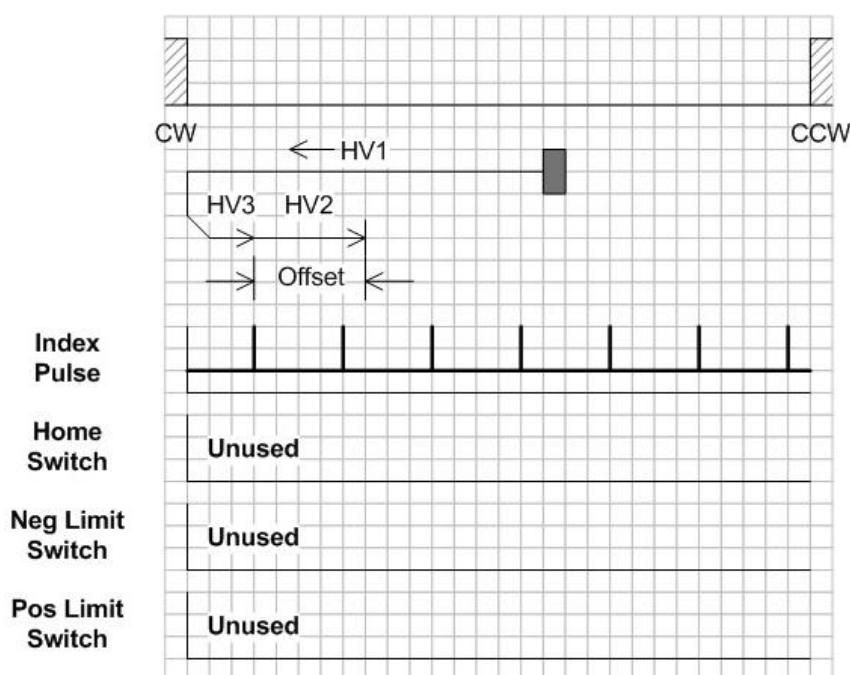 CW
CCW
HV1
HV3
HV2
Offset
Index
Pulse
Home
Switch
Unused
Neg Limit
Switch
Unused
Pos Limit
Switch
Unused